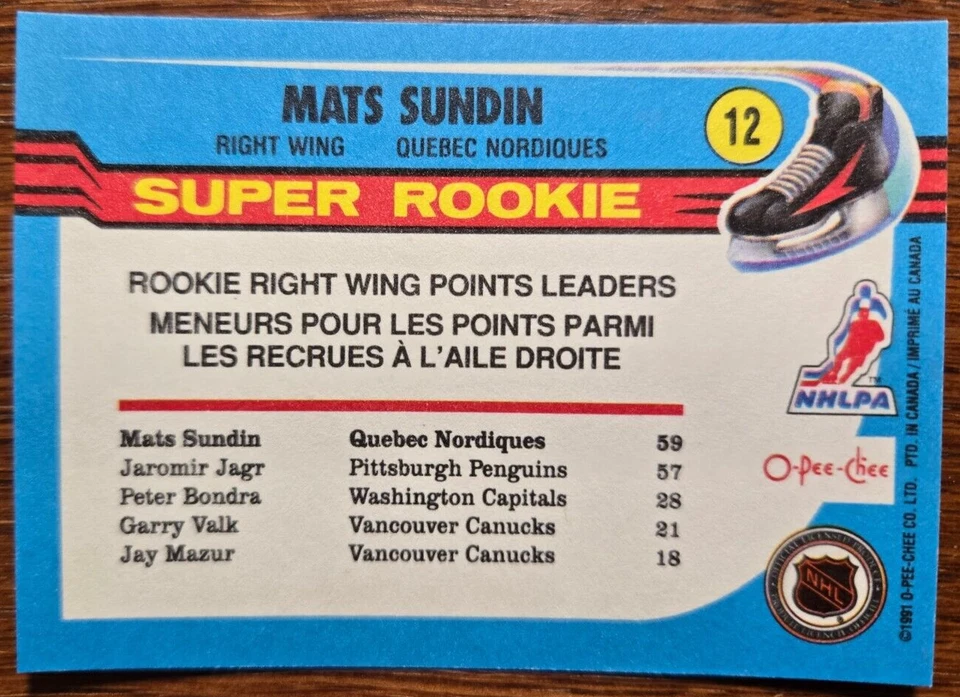 MATS SUNDIN
12
RIGHT WING QUEBEC NORDIQUES
SUPER ROOKIE
ROOKIE RIGHT WING POINTS LEADERS
MENEURS POUR LES POINTS PARMI
LES RECRUES À L'AILE DROITE
Mats Sundin Quebec Nordiques 59
Jaromir Jagr Pittsburgh Penguins 57
Peter Bondra Washington Capitals 28
Garry Valk Vancouver Canucks 21
Jay Mazur Vancouver Canucks 18
TM
NHLPA
O-Pee-Chee
NHL
©1991 O-PEE-CHEE CO. LTD. PTD. IN CANADA/IMPRIMÉ AU CANADA